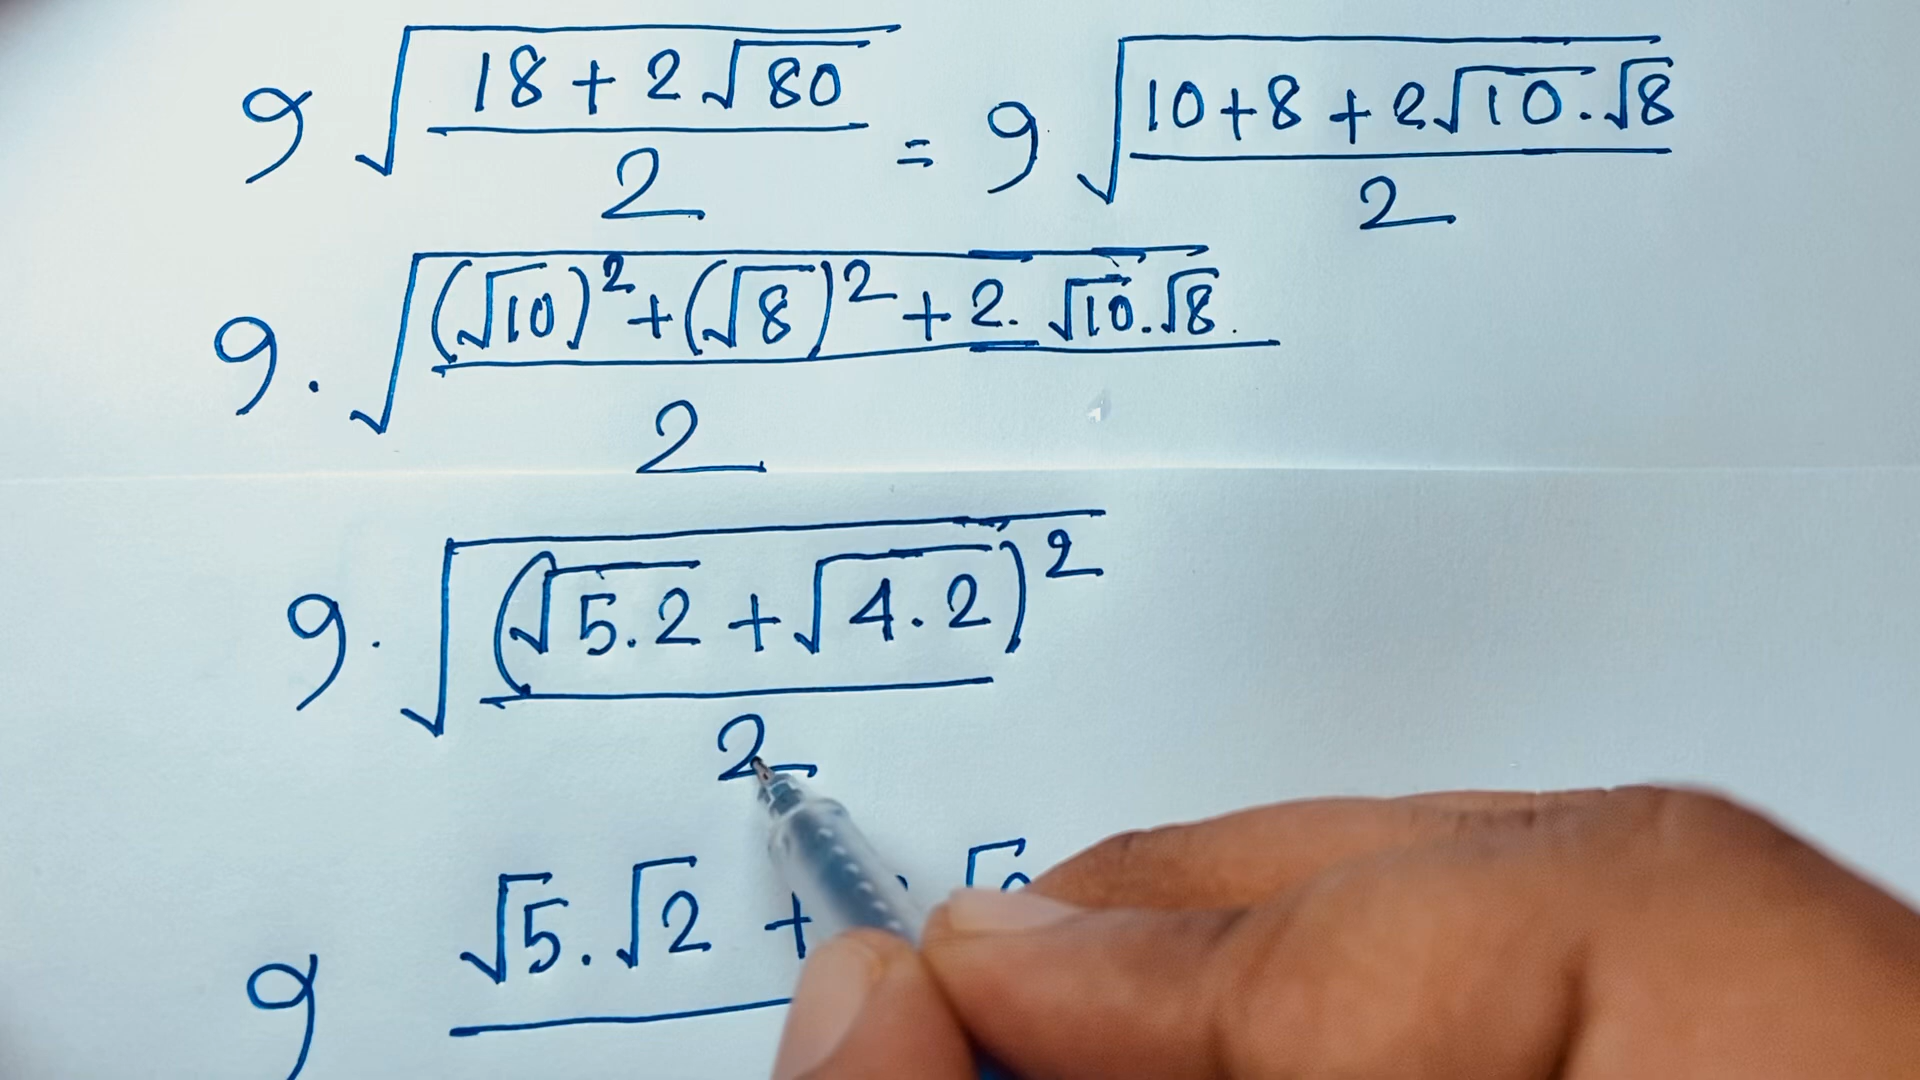 9 √((18 + 2√80)/2) = 9 √((10 + 8 + 2√10.√8)/2)
9. √(((√10)² + (√8)² + 2. √10.√8.)/2)
9. √((√5.2 + √4.2)²/2)
9 √5.√2 +